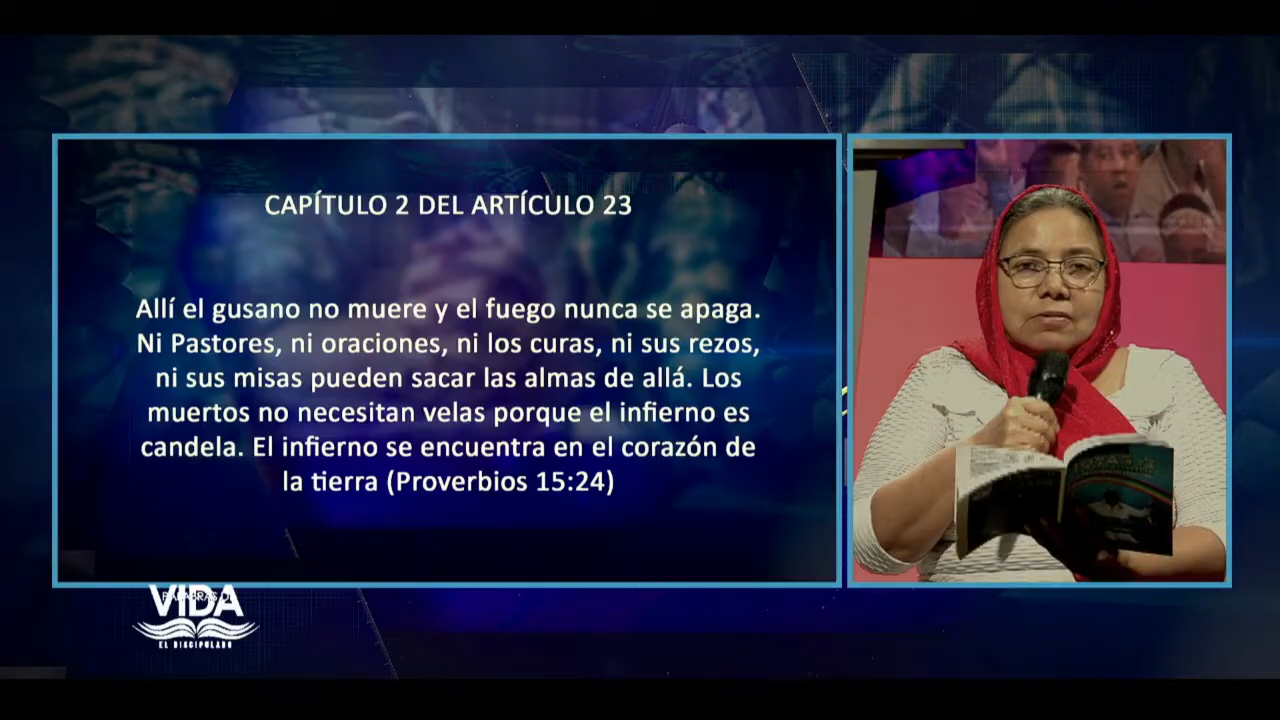 CAPÍTULO 2 DEL ARTÍCULO 23
Allí el gusano no muere y el fuego nunca se apaga.
Ni Pastores, ni oraciones, ni los curas, ni sus rezos,
ni sus misas pueden sacar las almas de allá. Los
muertos no necesitan velas porque el infierno es
candela. El infierno se encuentra en el corazón de
la tierra (Proverbios 15:24)
PALABRAS DE
VIDA
EL DISCIPULADO